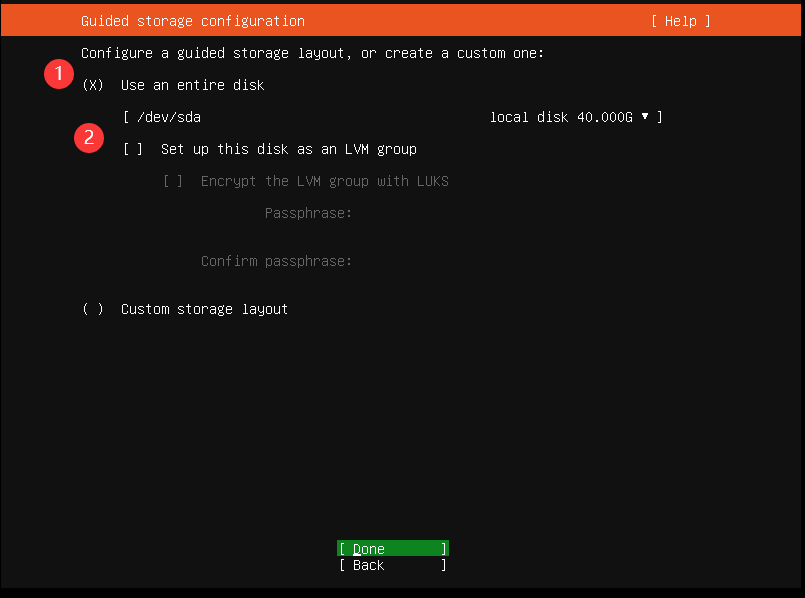 Guided storage configuration [ Help ]
Configure a guided storage layout, or create a custom one:
1
(X) Use an entire disk
[ /dev/sda local disk 40.000G ▼ ]
2
[ ] Set up this disk as an LVM group
[ ] Encrypt the LVM group with LUKS
Passphrase:
Confirm passphrase:
( ) Custom storage layout
[ Done ]
[ Back ]